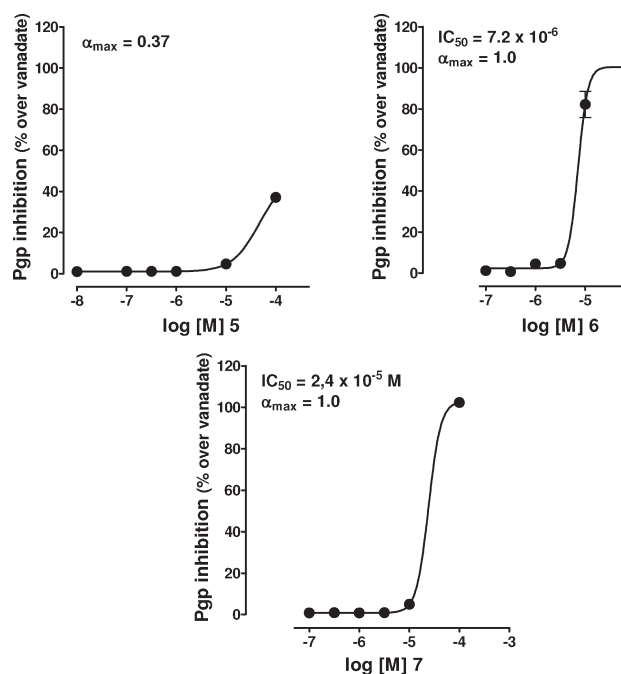 120
100
80
60
40
20
0
Pgp inhibition (% over vanadate)
αmax = 0.37
-8 -7 -6 -5 -4
log [M] 5
120
100
80
60
40
20
0
Pgp inhibition (% over vanadate)
IC50 = 7.2 x 10-6
αmax = 1.0
-7 -6 -5
log [M] 6
120
100
80
60
40
20
0
Pgp inhibition (% over vanadate)
IC50 = 2,4 x 10-5 M
αmax = 1.0
-7 -6 -5 -4 -3
log [M] 7